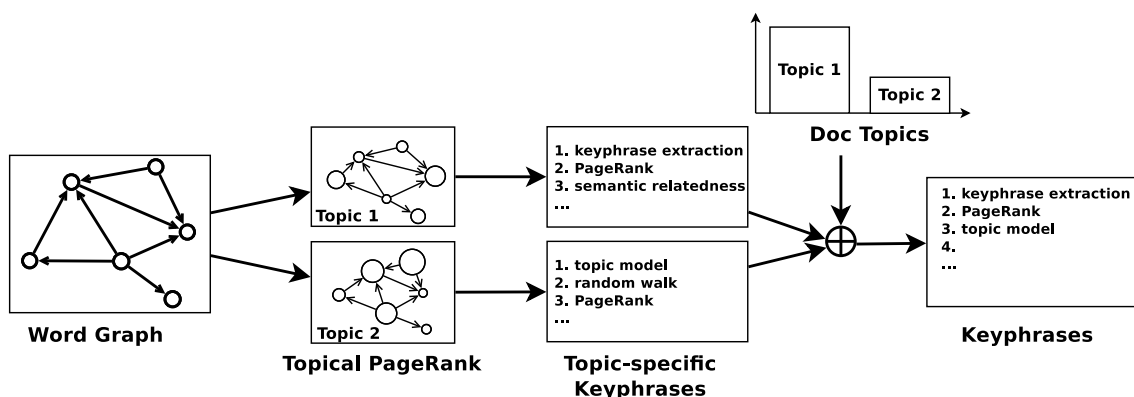 Topic 1
Topic 2
Doc Topics
Topic 1
1. keyphrase extraction
2. PageRank
3. semantic relatedness
...
Topic 2
1. topic model
2. random walk
3. PageRank
...
1. keyphrase extraction
2. PageRank
3. topic model
4.
...
Word Graph
Topical PageRank
Topic-specific
Keyphrases
Keyphrases